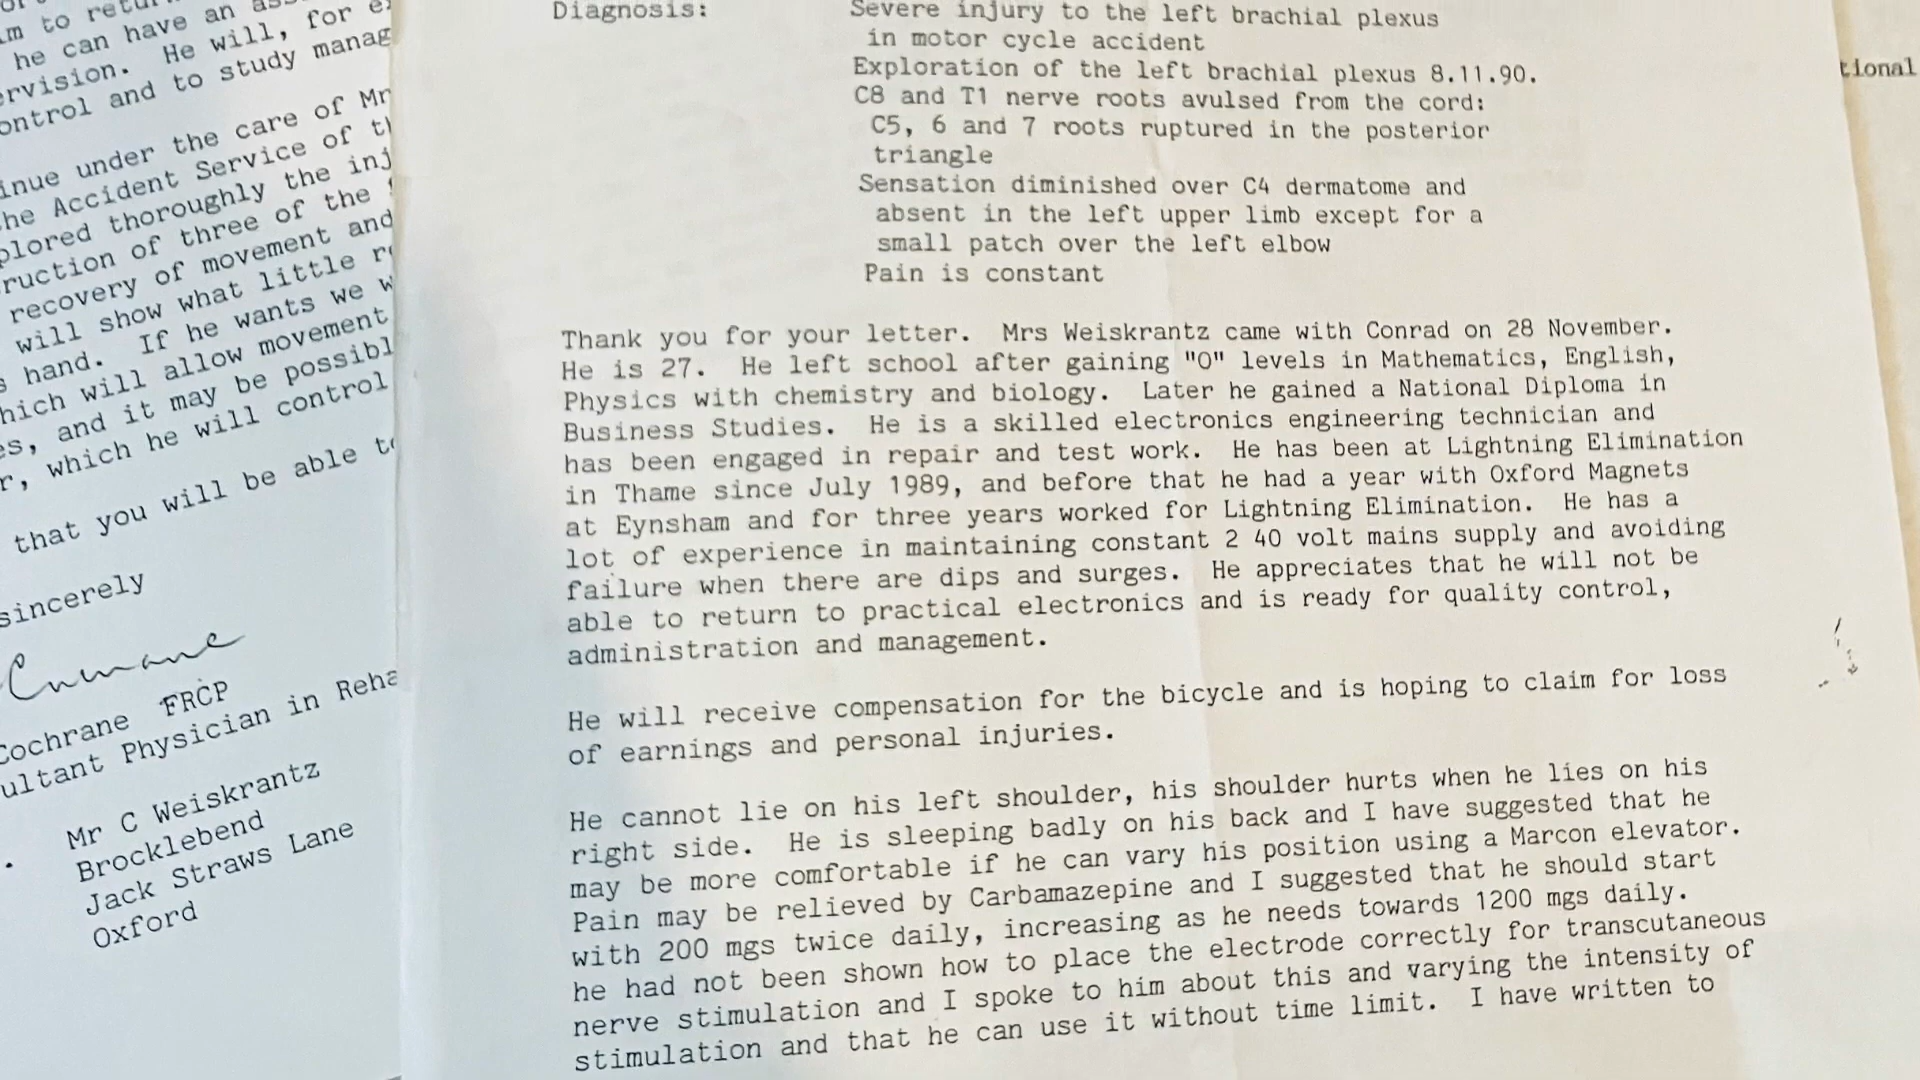 he can have an
ervision. He will, for
ontrol and to study manag
inue under the care of Mr
he Accident Service of
plored thoroughly the inj
ruction of three of the
recovery of movement and
will show what little
s hand. If he wants we
hich will allow movement
es, and it may be possibl
r, which he will control
that you will be able
sincerely
Cochrane FRCP
ultant Physician in Reha
Mr C Weiskrantz
Brocklebend
Jack Straws Lane
Oxford
Diagnosis: Severe injury to the left brachial plexus
in motor cycle accident
Exploration of the left brachial plexus 8.11.90.
C8 and T1 nerve roots avulsed from the cord:
C5, 6 and 7 roots ruptured in the posterior
triangle
Sensation diminished over C4 dermatome and
absent in the left upper limb except for a
small patch over the left elbow
Pain is constant
Thank you for your letter. Mrs Weiskrantz came with Conrad on 28 November.
He is 27. He left school after gaining "O" levels in Mathematics, English,
Physics with chemistry and biology. Later he gained a National Diploma in
Business Studies. He is a skilled electronics engineering technician and
has been engaged in repair and test work. He has been at Lightning Elimination
in Thame since July 1989, and before that he had a year with Oxford Magnets
at Eynsham and for three years worked for Lightning Elimination. He has a
lot of experience in maintaining constant 2 40 volt mains supply and avoiding
failure when there are dips and surges. He appreciates that he will not be
able to return to practical electronics and is ready for quality control,
administration and management.
He will receive compensation for the bicycle and is hoping to claim for loss
of earnings and personal injuries.
He cannot lie on his left shoulder, his shoulder hurts when he lies on his
right side. He is sleeping badly on his back and I have suggested that he
may be more comfortable if he can vary his position using a Marcon elevator.
Pain may be relieved by Carbamazepine and I suggested that he should start
with 200 mgs twice daily, increasing as he needs towards 1200 mgs daily.
he had not been shown how to place the electrode correctly for transcutaneous
nerve stimulation and I spoke to him about this and varying the intensity of
stimulation and that he can use it without time limit. I have written to
tional